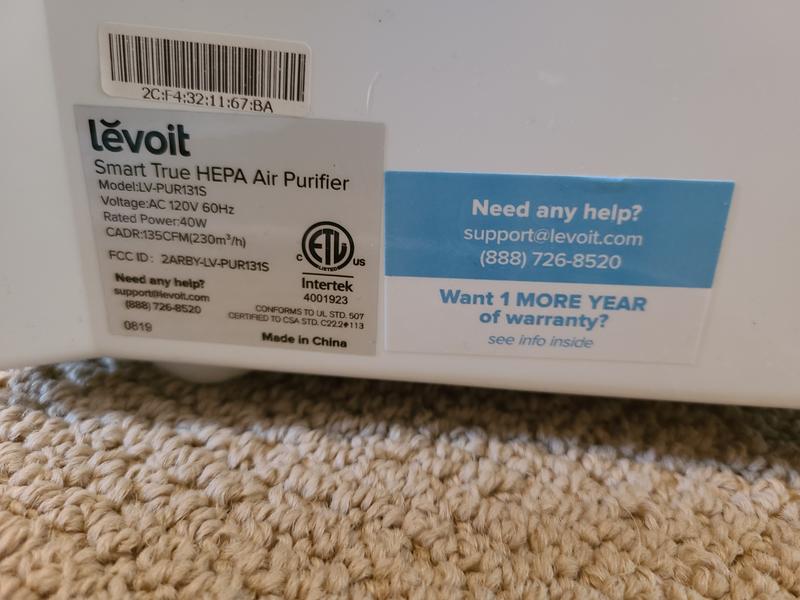 2C:F4:32:11:67:BA
lĕvoit
Smart True HEPA Air Purifier
Model:LV-PUR131S
Voltage:AC 120V 60Hz
Rated Power:40W
CADR:135CFM(230m³/h)
FCC ID: 2ARBY-LV-PUR131S
Need any help?
support@levoit.com
(888) 726-8520
0819
C ETL US
LISTED
Intertek
4001923
CONFORMS TO UL STD. 507
CERTIFIED TO CSA STD. C22.2#113
Made in China
Need any help?
support@levoit.com
(888) 726-8520
Want 1 MORE YEAR
of warranty?
see info inside